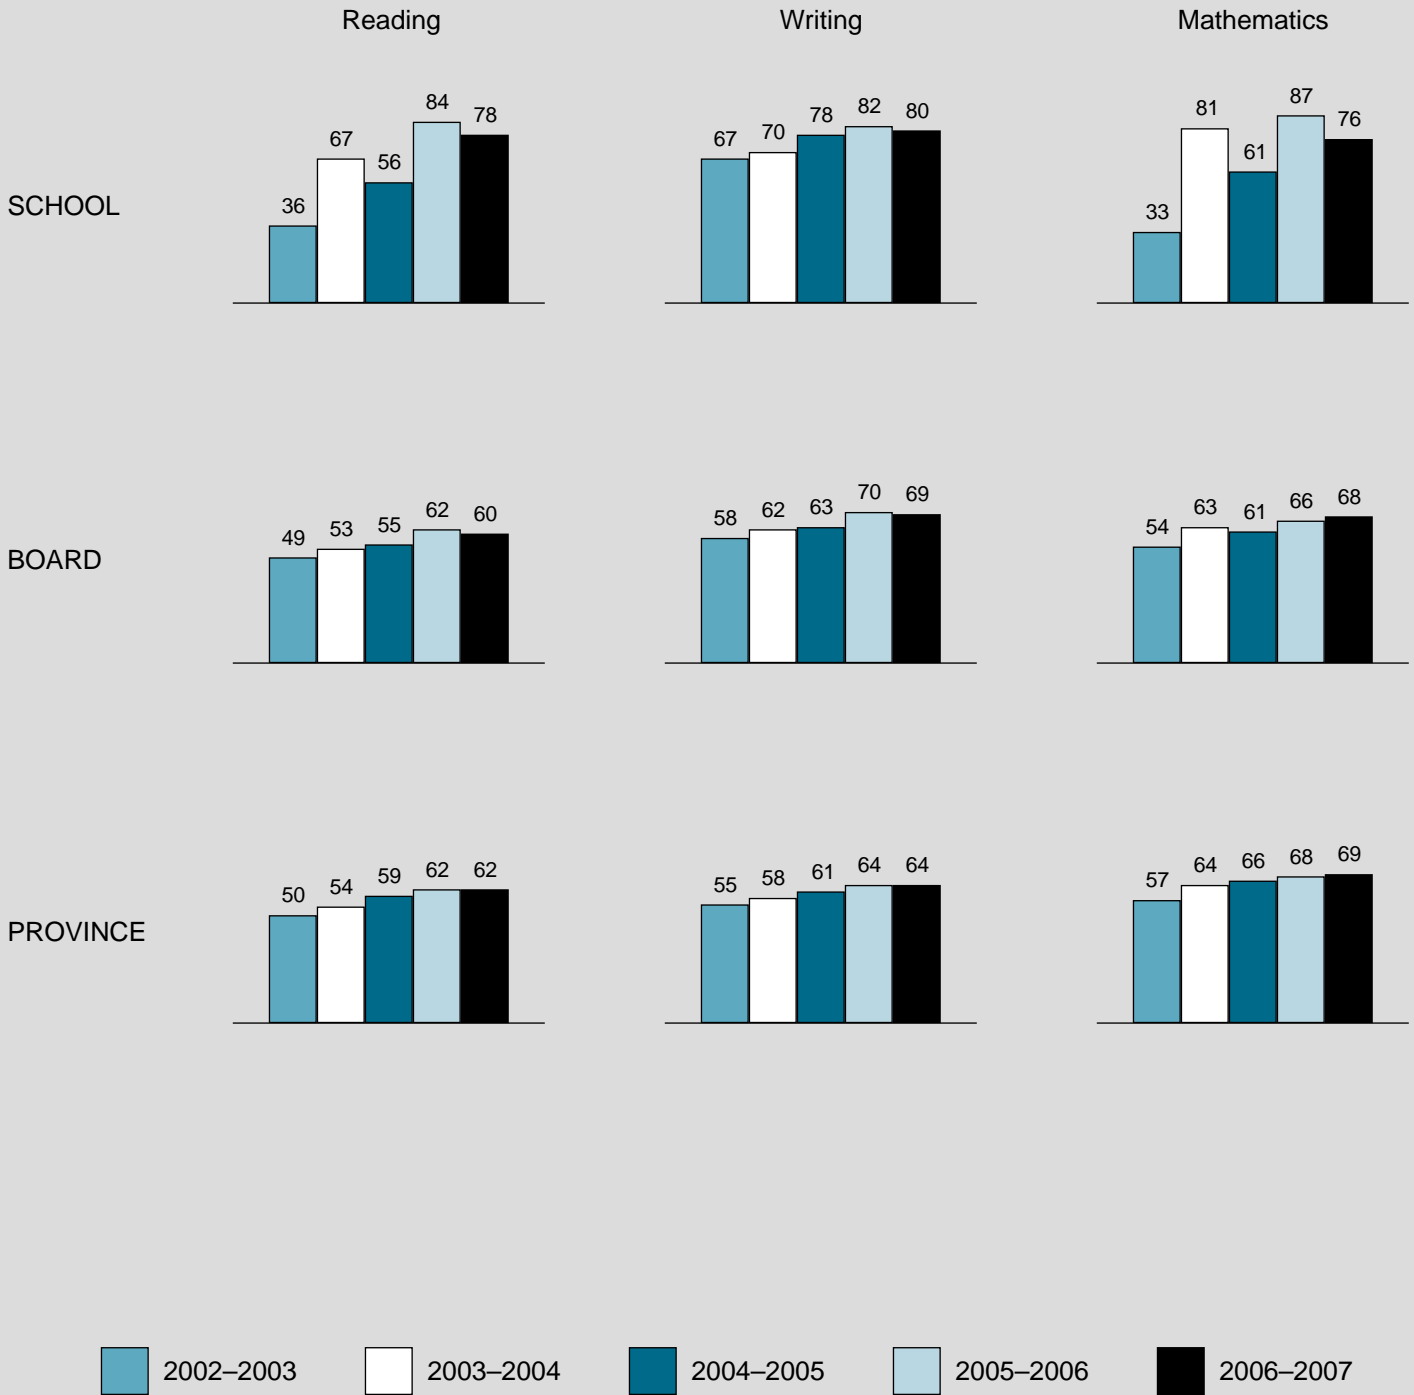 Reading Writing Mathematics
SCHOOL
36 67 56 84 78
67 70 78 82 80
33 81 61 87 76
BOARD
49 53 55 62 60
58 62 63 70 69
54 63 61 66 68
PROVINCE
50 54 59 62 62
55 58 61 64 64
57 64 66 68 69
2002–2003 2003–2004 2004–2005 2005–2006 2006–2007